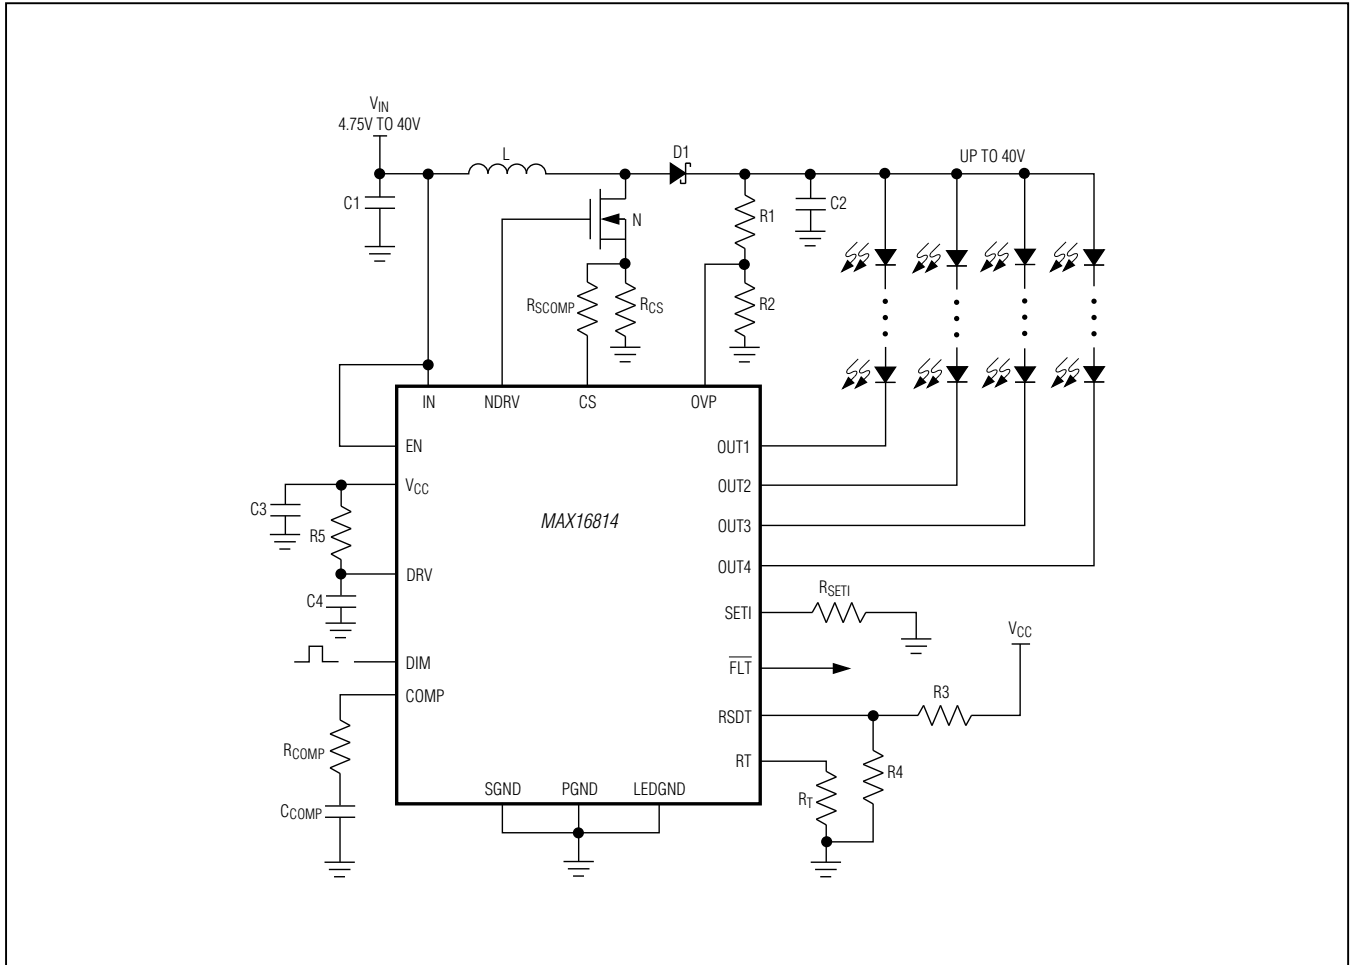 VIN
4.75V TO 40V
L
D1
UP TO 40V
C1
N
R1
C2
RSCOMP
RCS
R2
IN
NDRV
CS
OVP
EN
OUT1
VCC
OUT2
C3
R5
MAX16814
OUT3
DRV
OUT4
C4
SETI
RSETI
VCC
DIM
FLT
COMP
R3
RSDT
RCOMP
RT
R4
SGND
PGND
LEDGND
RT
CCOMP